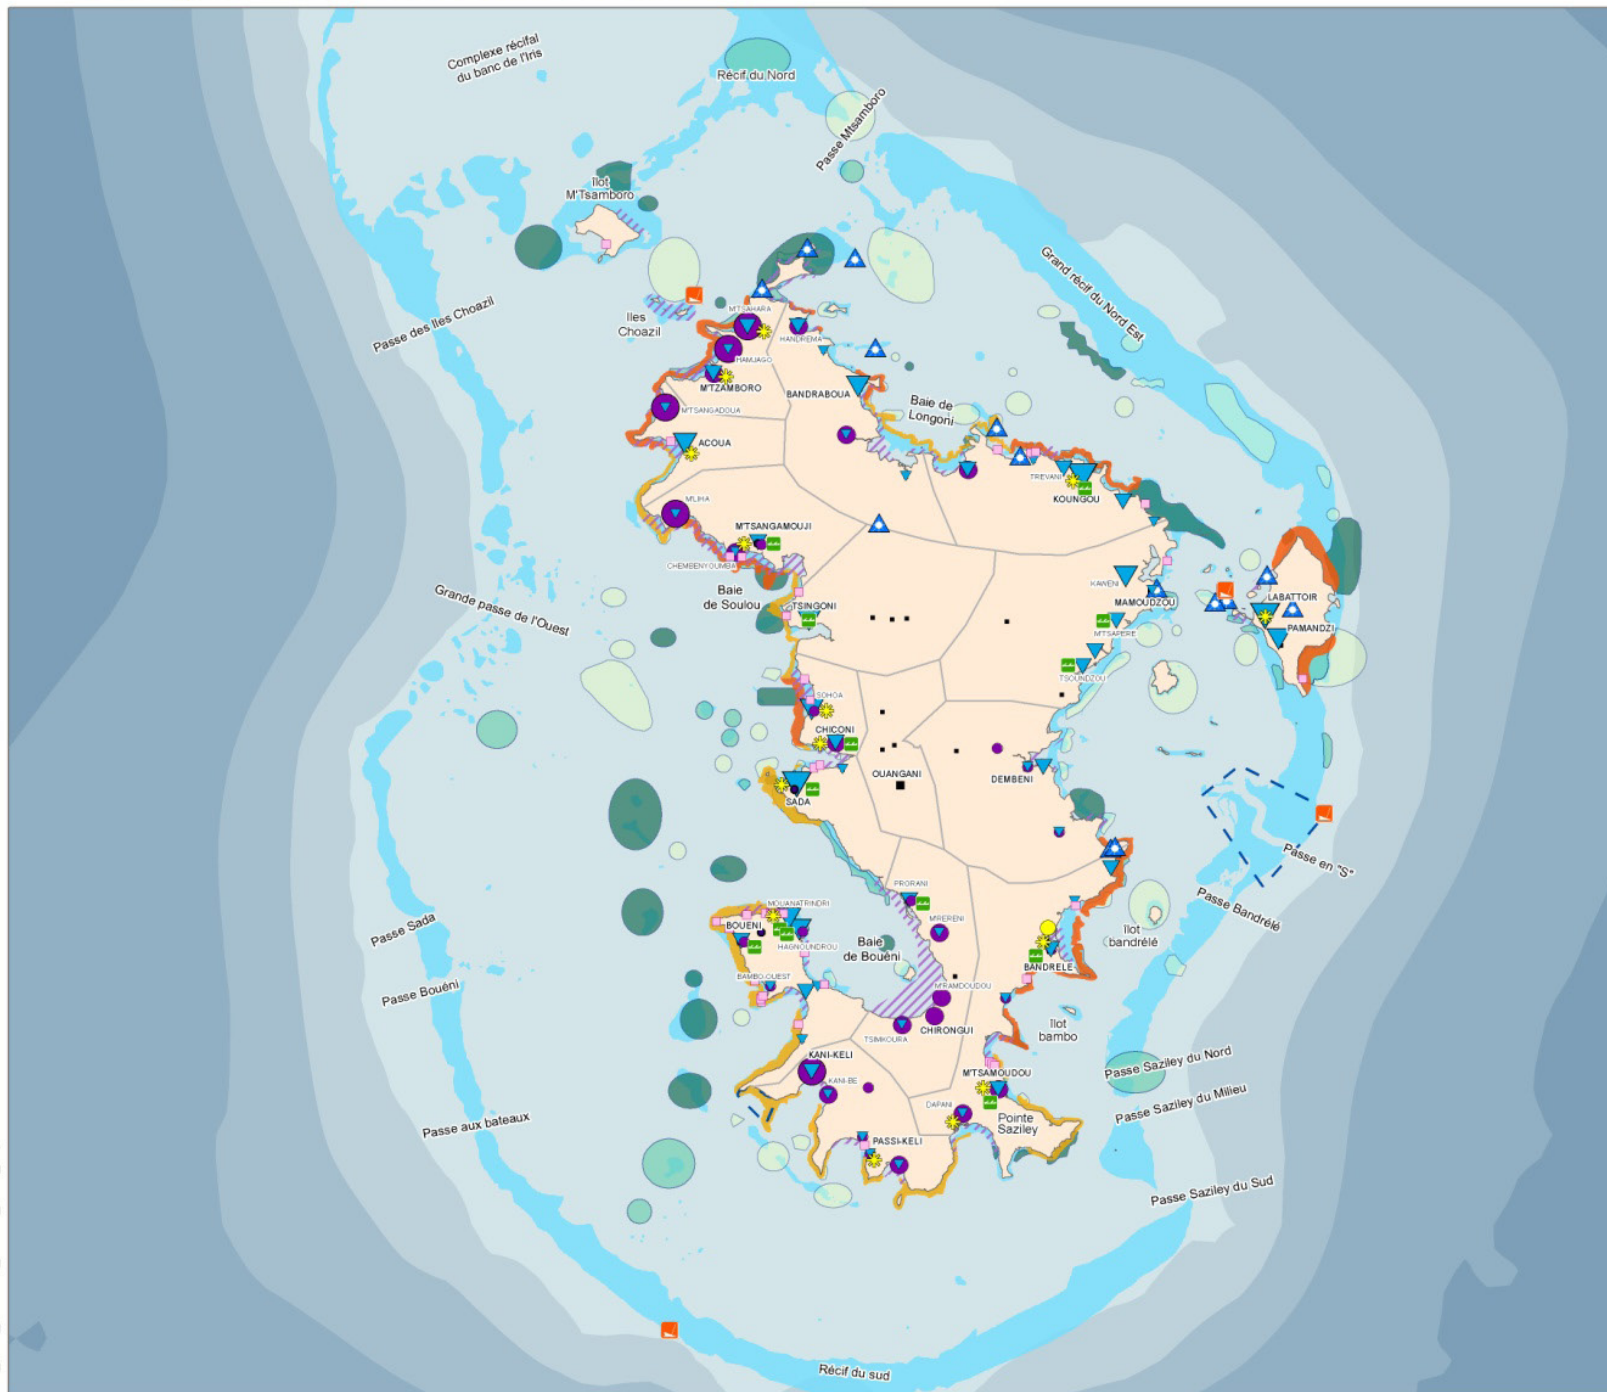 Complexe récifal
du banc de l'Iris
Récif du Nord
Passe Mtsamboro
îlot
M'Tsamboro
Grand récif du Nord Est
Passe des Iles Choazil
Iles
Choazil
M'TSAHARA
HANDREMA
HAMJAGO
M'TZAMBORO
BANDRABOUA
M'TSANGADOUA
Baie de
Longoni
ACOUA
TREVANI
KOUNGOU
M'LIHA
M'TSANGAMOUJI
CHEMBENYOUMBA
Baie
de Soulou
KAWENI
MAMOUDZOU
LABATTOIR
PAMANDZI
Grande passe de l'Ouest
TSINGONI
M'TSAPERE
TSOUNDZOU
SOHOA
CHICONI
OUANGANI
DEMBENI
SADA
Passe en "S"
Passe Bandrélé
PRORANI
MOUANATRINDRI
M'RERENI
Passe Sada
BOUENI
HAGNOUNDROU
Baie
de Bouéni
îlot
bandrélé
BANDRELE
BAMBO-OUEST
Passe Bouéni
M'RAMDOUDOU
CHIRONGUI
TSIMKOURA
îlot
bambo
KANI-KELI
KANI-BE
M'TSAMOUDOU
Passe Saziley du Nord
Passe Saziley du Milieu
DAPANI
Pointe
Saziley
Passe aux bateaux
PASSI-KELI
Passe Saziley du Sud
Récif du sud